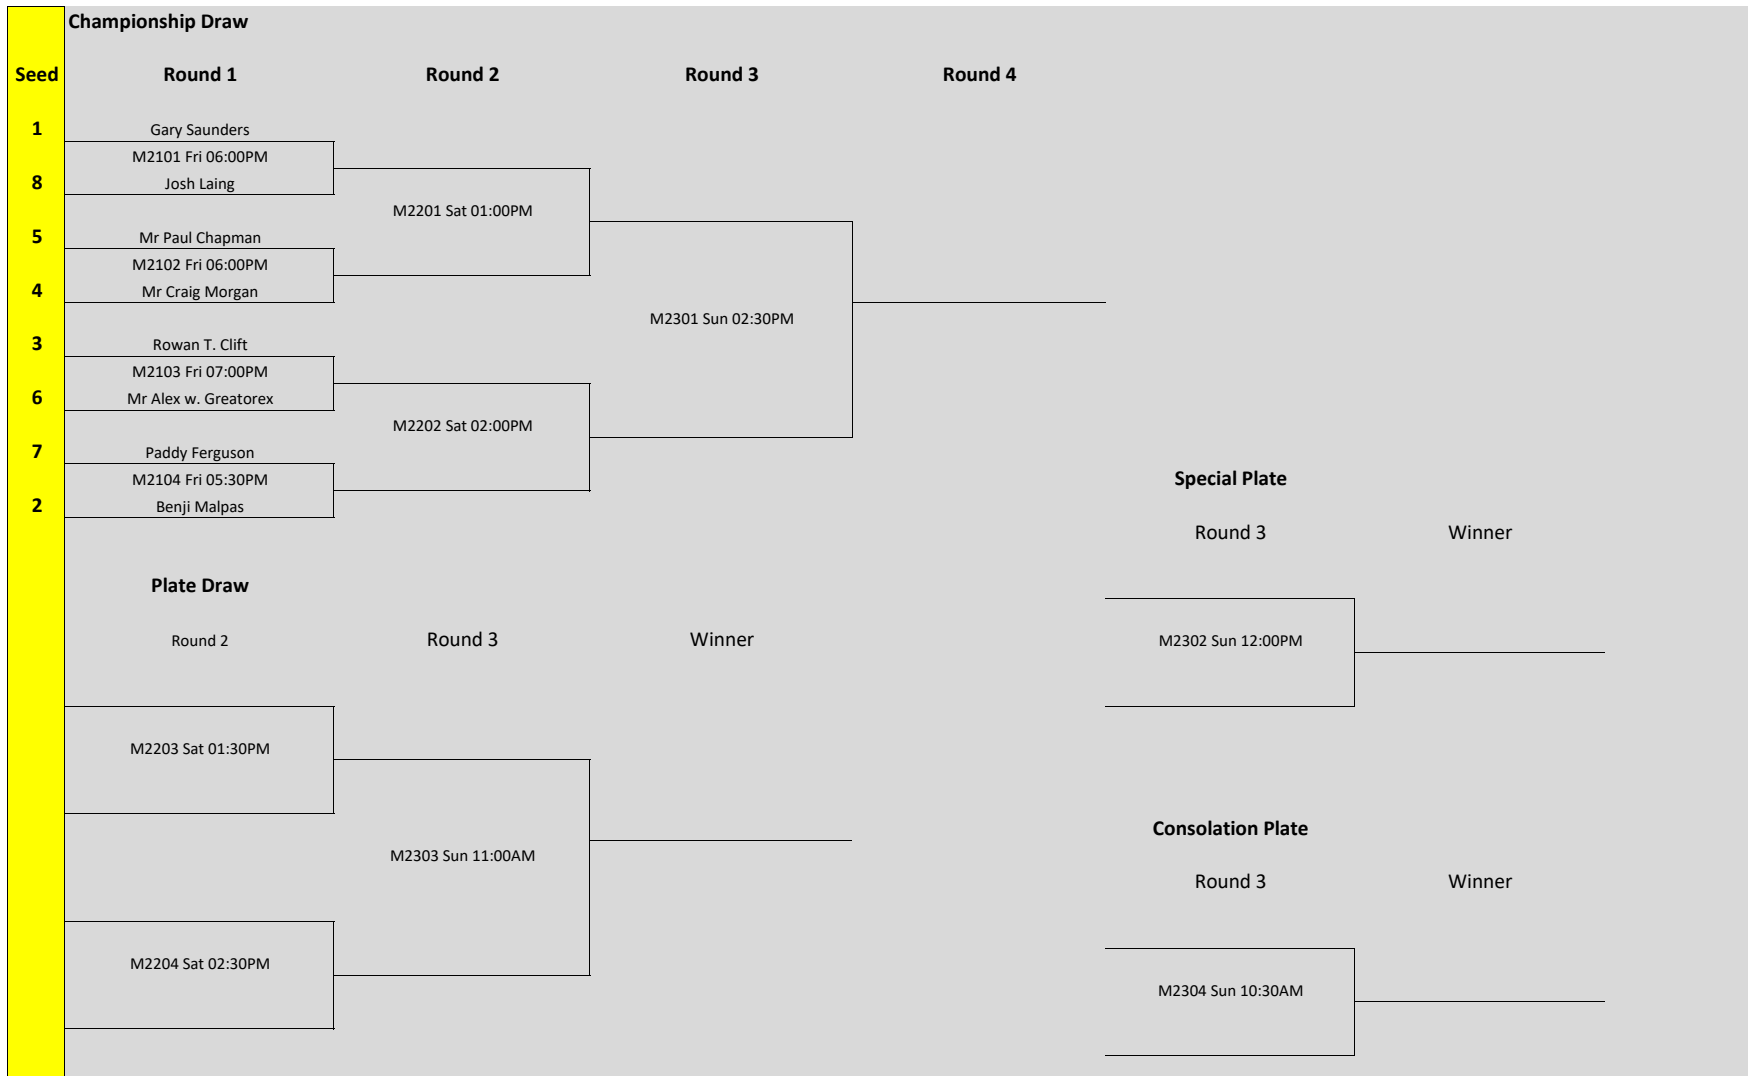 Championship Draw
Seed Round 1 Round 2 Round 3 Round 4
1 Gary Saunders
M2101 Fri 06:00PM
8 Josh Laing
M2201 Sat 01:00PM
5 Mr Paul Chapman
M2102 Fri 06:00PM
4 Mr Craig Morgan
M2301 Sun 02:30PM
3 Rowan T. Clift
M2103 Fri 07:00PM
6 Mr Alex w. Greatorex
M2202 Sat 02:00PM
7 Paddy Ferguson
M2104 Fri 05:30PM Special Plate
2 Benji Malpas
Round 3 Winner
Plate Draw
Round 2 Round 3 Winner M2302 Sun 12:00PM
M2203 Sat 01:30PM
Consolation Plate
M2303 Sun 11:00AM
Round 3 Winner
M2204 Sat 02:30PM
M2304 Sun 10:30AM